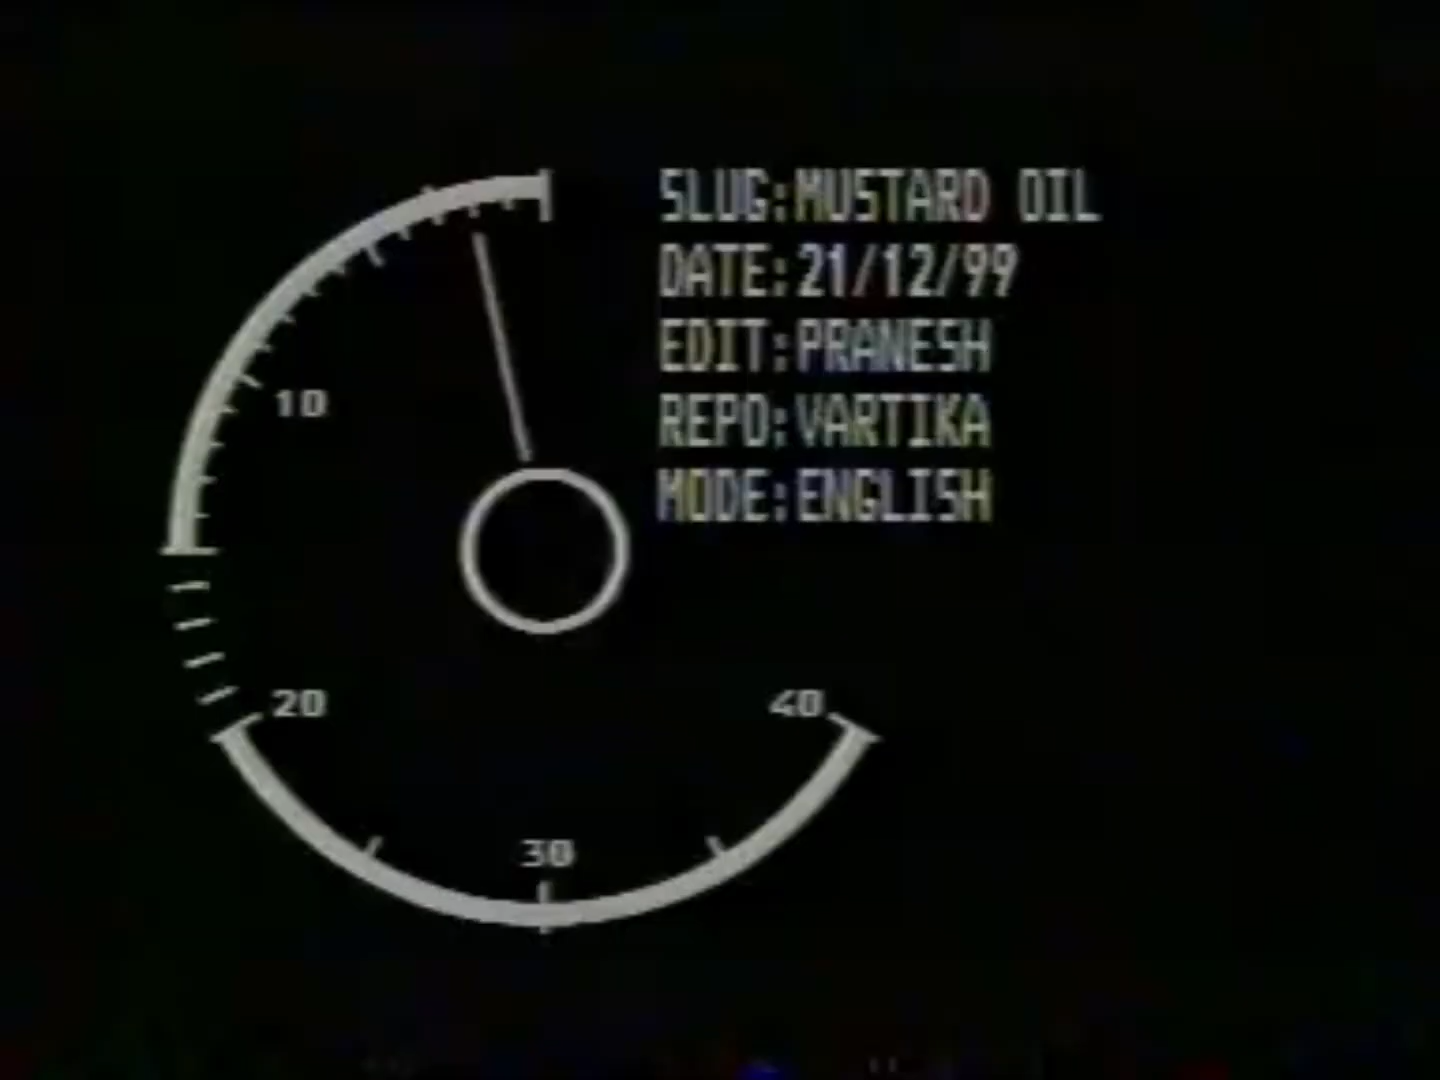 SLUG:MUSTARD OIL
DATE:21/12/99
EDIT:PRANESH
REPO:VARTIKA
MODE:ENGLISH
10
20
40
30